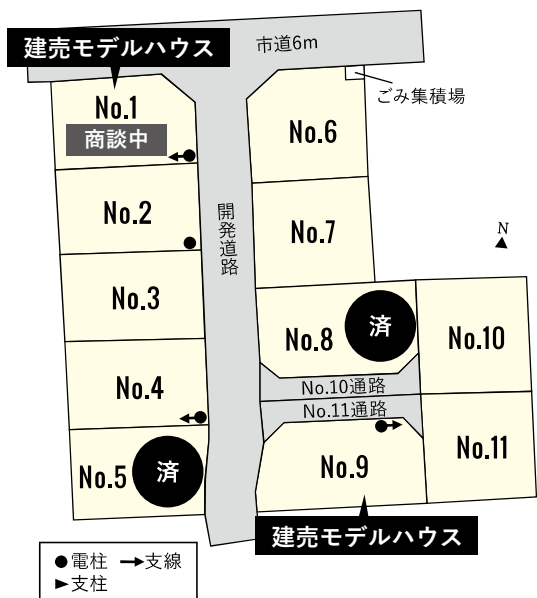 市道6m
建売モデルハウス
ごみ集積場
No.1
商談中
No.6
No.2
開発道路
No.7
N
No.3
No.8
済
No.10
No.4
No.10通路
No.11通路
No.5
済
No.9
No.11
建売モデルハウス
●電柱 →支線
►支柱